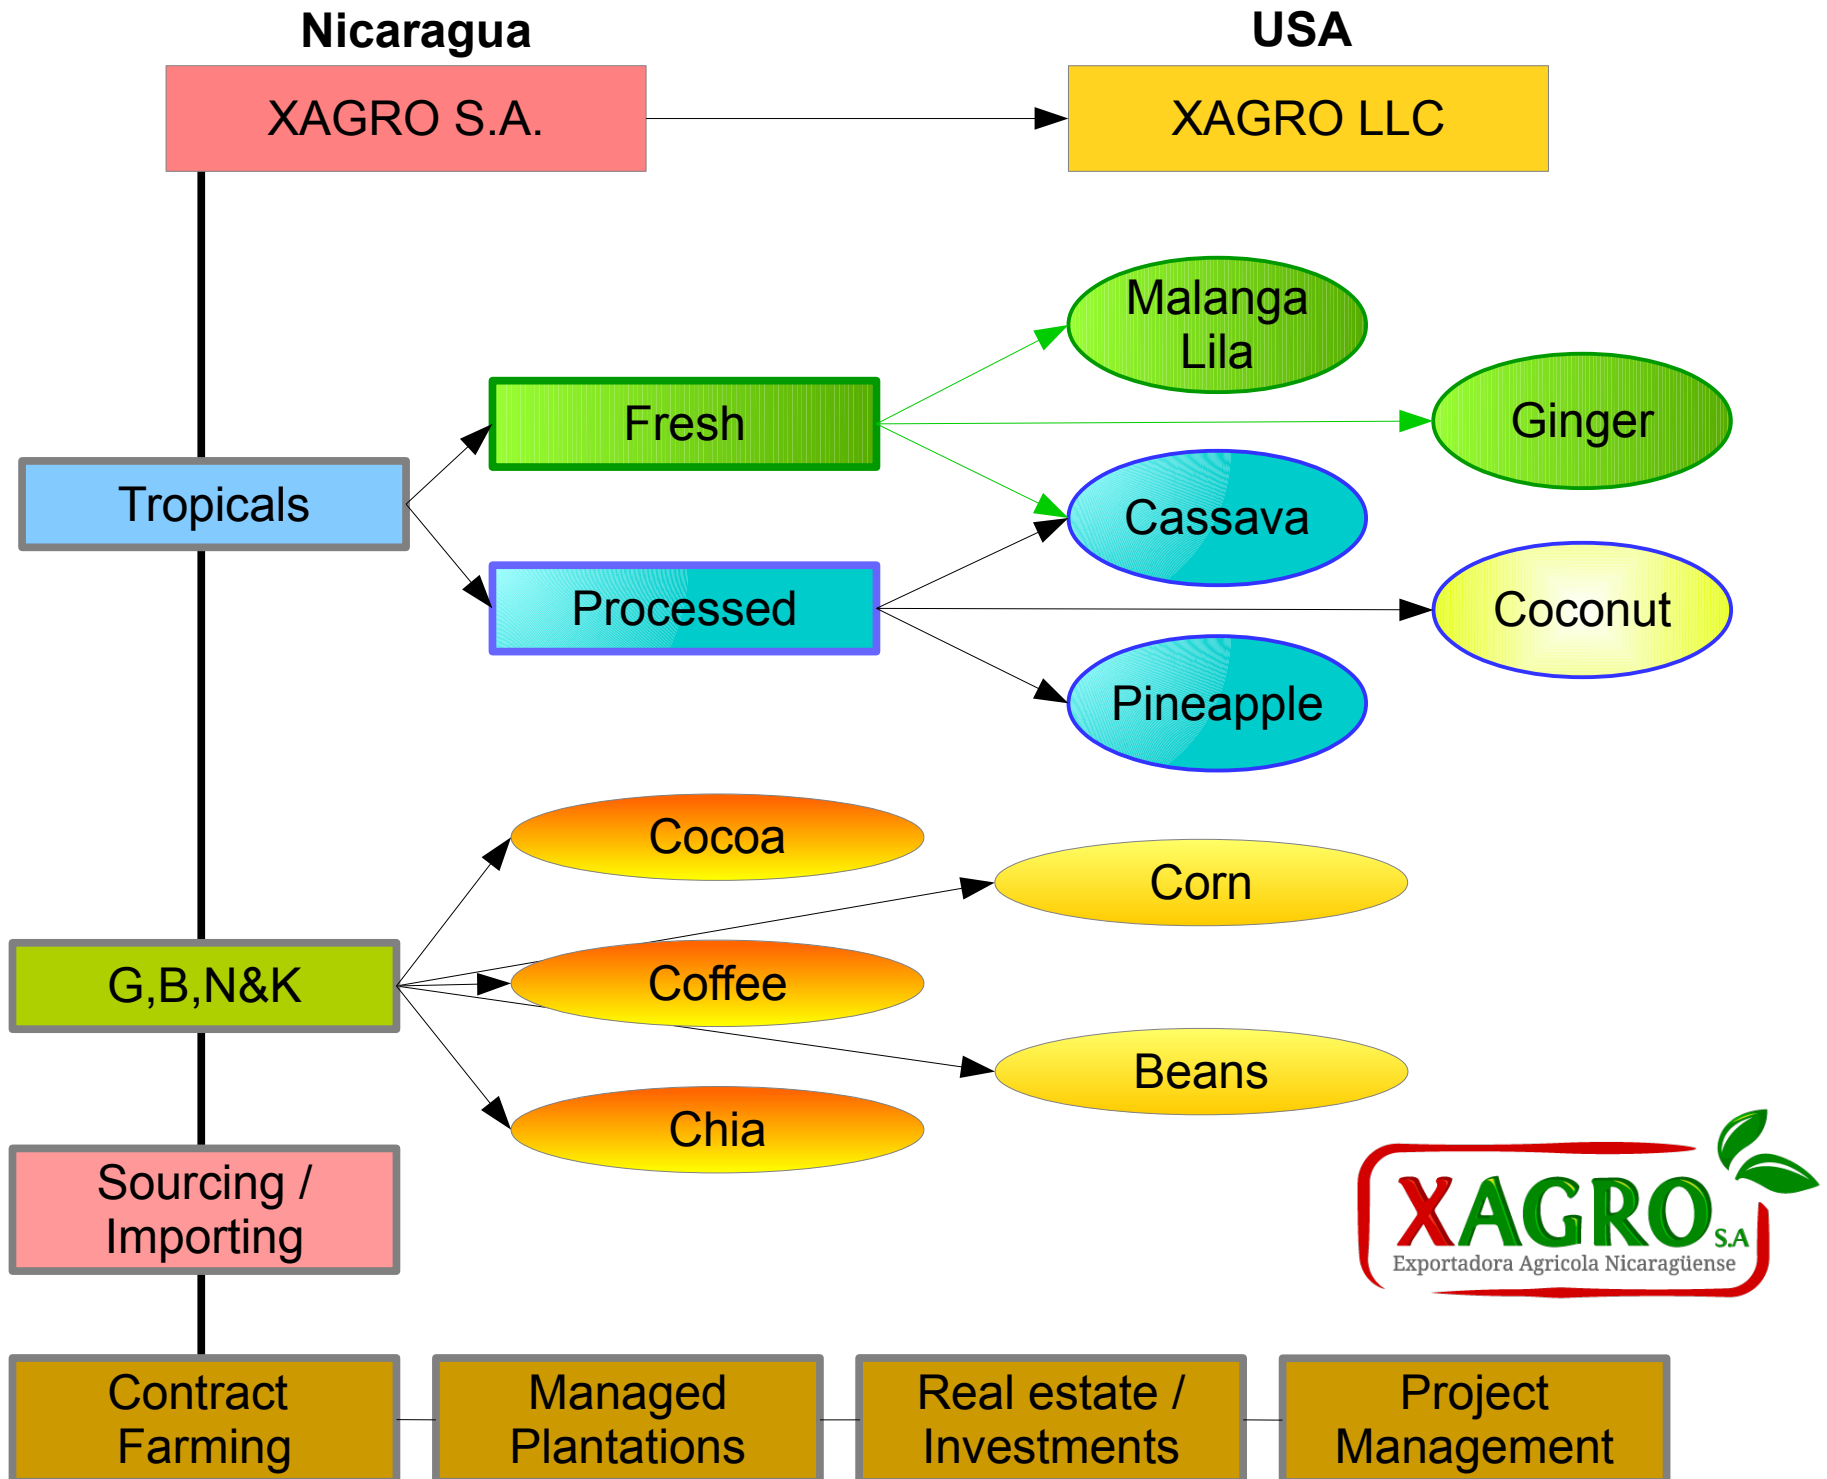 Nicaragua
USA
XAGRO S.A.
XAGRO LLC
Malanga
Lila
Fresh
Ginger
Tropicals
Cassava
Processed
Coconut
Pineapple
Cocoa
Corn
G,B,N&K
Coffee
Beans
Chia
Sourcing /
Importing
XAGRO S.A
Exportadora Agricola Nicaragüense
Contract
Farming
Managed
Plantations
Real estate /
Investments
Project
Management